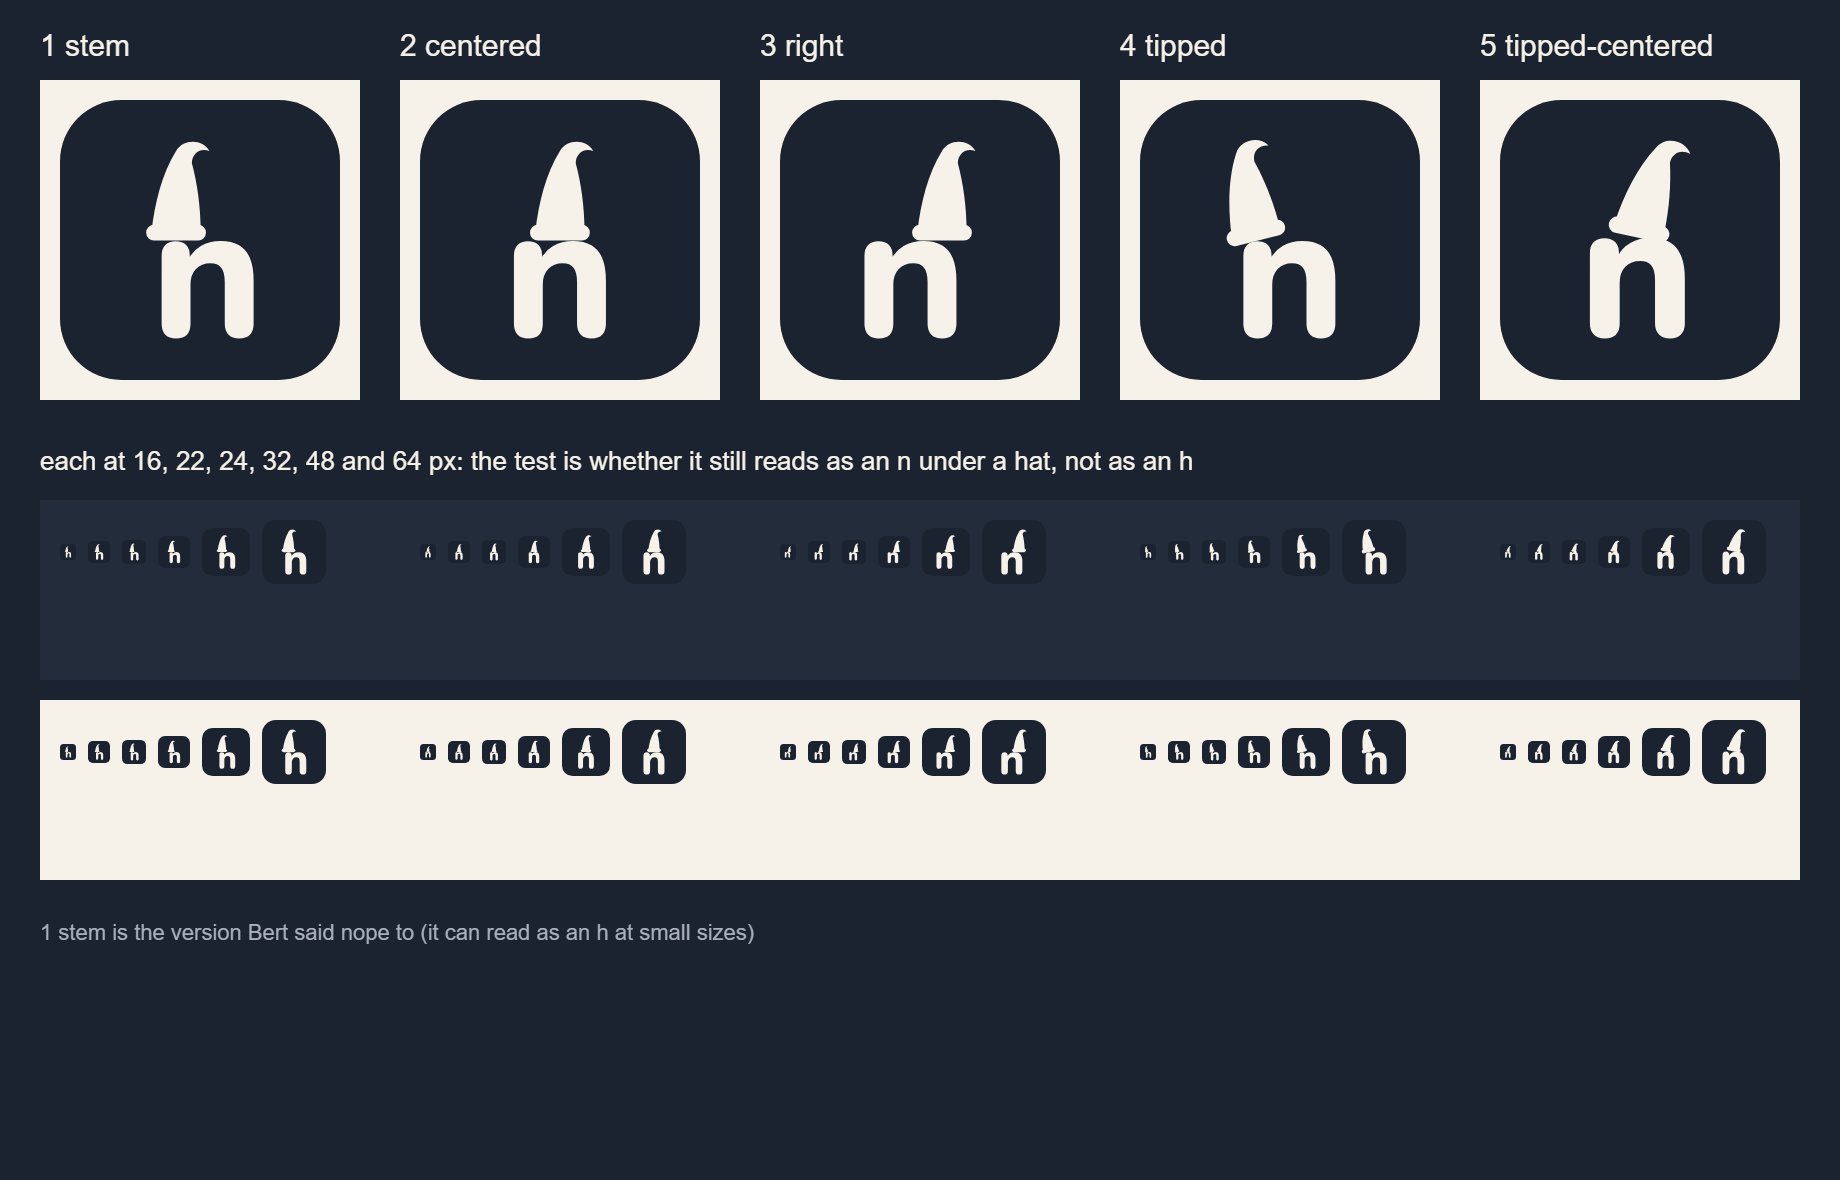 1 stem
2 centered
3 right
4 tipped
5 tipped-centered
n
n
n
n
n
each at 16, 22, 24, 32, 48 and 64 px: the test is whether it still reads as an n under a hat, not as an h
1 stem is the version Bert said nope to (it can read as an h at small sizes)